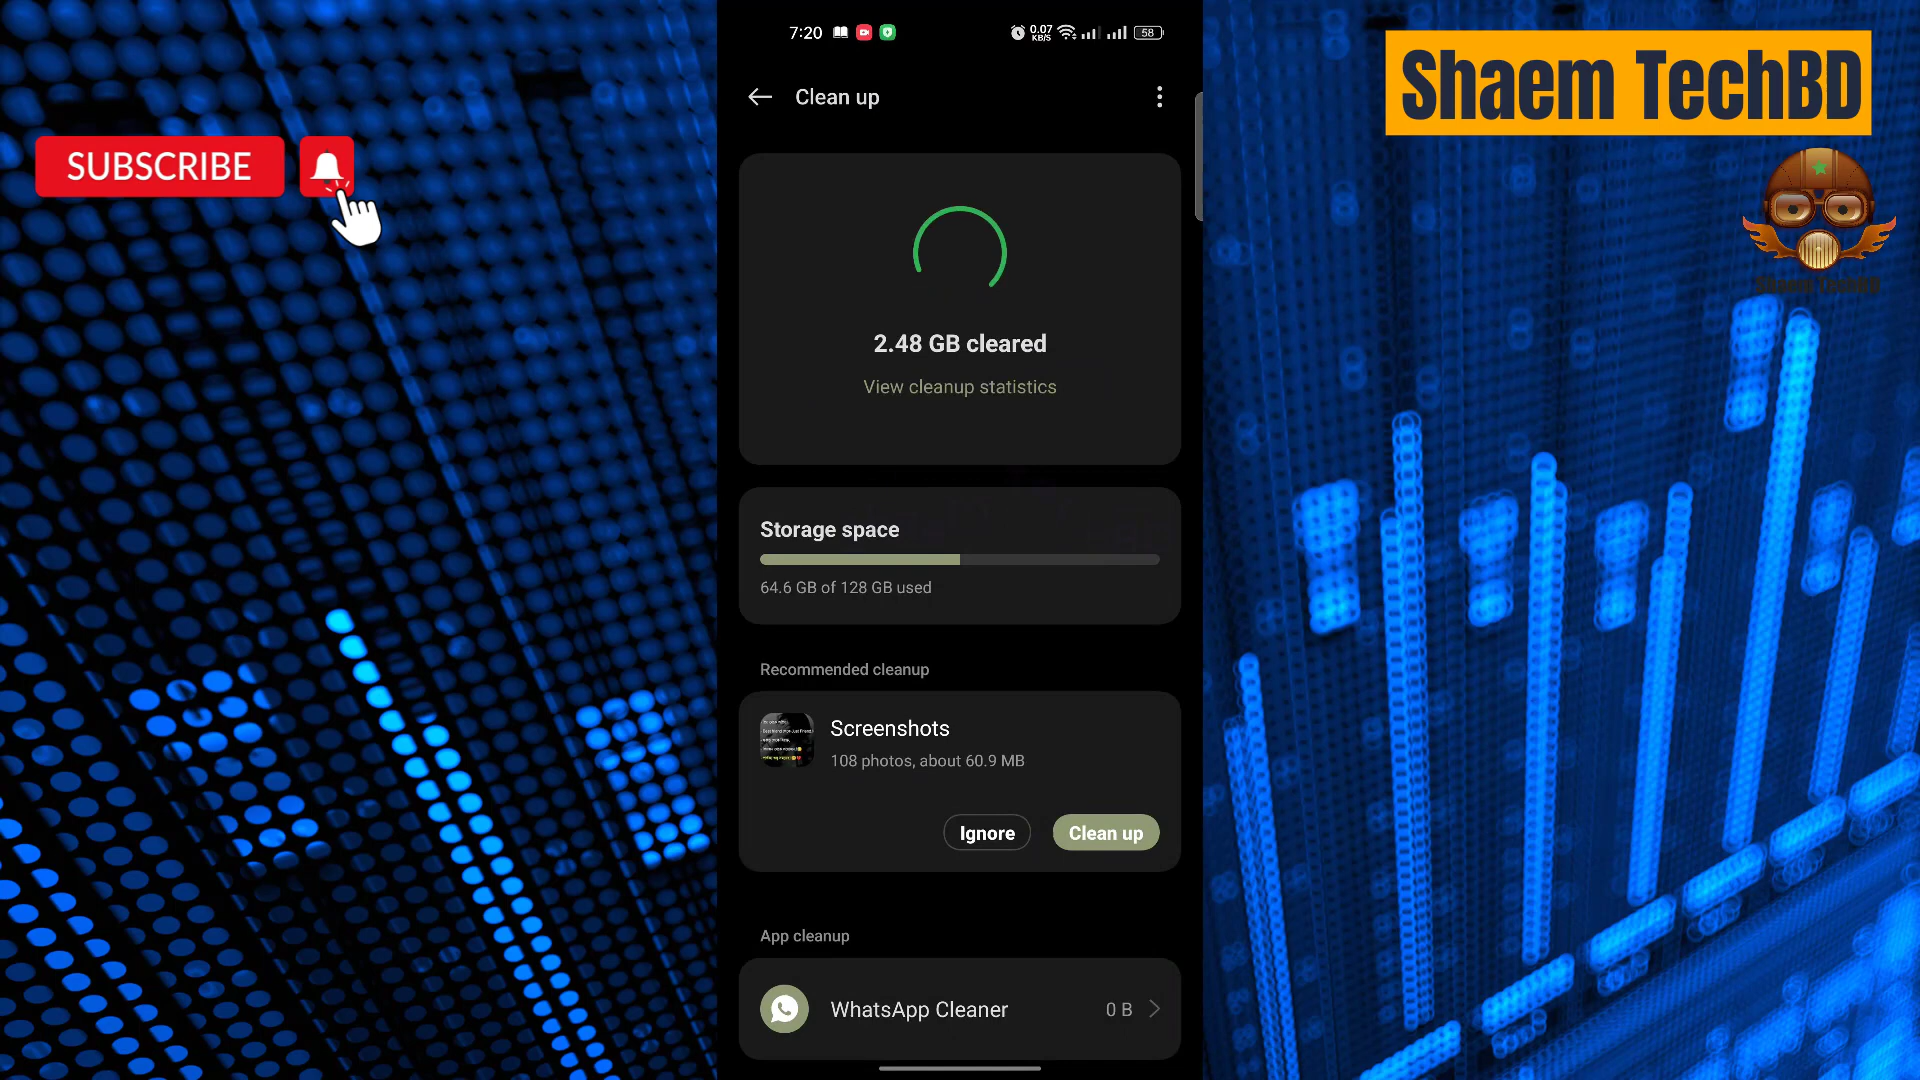 Shaem TechBD
SUBSCRIBE
7:20
0.07
KB/S
58
Clean up
2.48 GB cleared
View cleanup statistics
Storage space
64.6 GB of 128 GB used
Recommended cleanup
Screenshots
108 photos, about 60.9 MB
Ignore
Clean up
App cleanup
WhatsApp Cleaner
0 B
Shaem TechBD